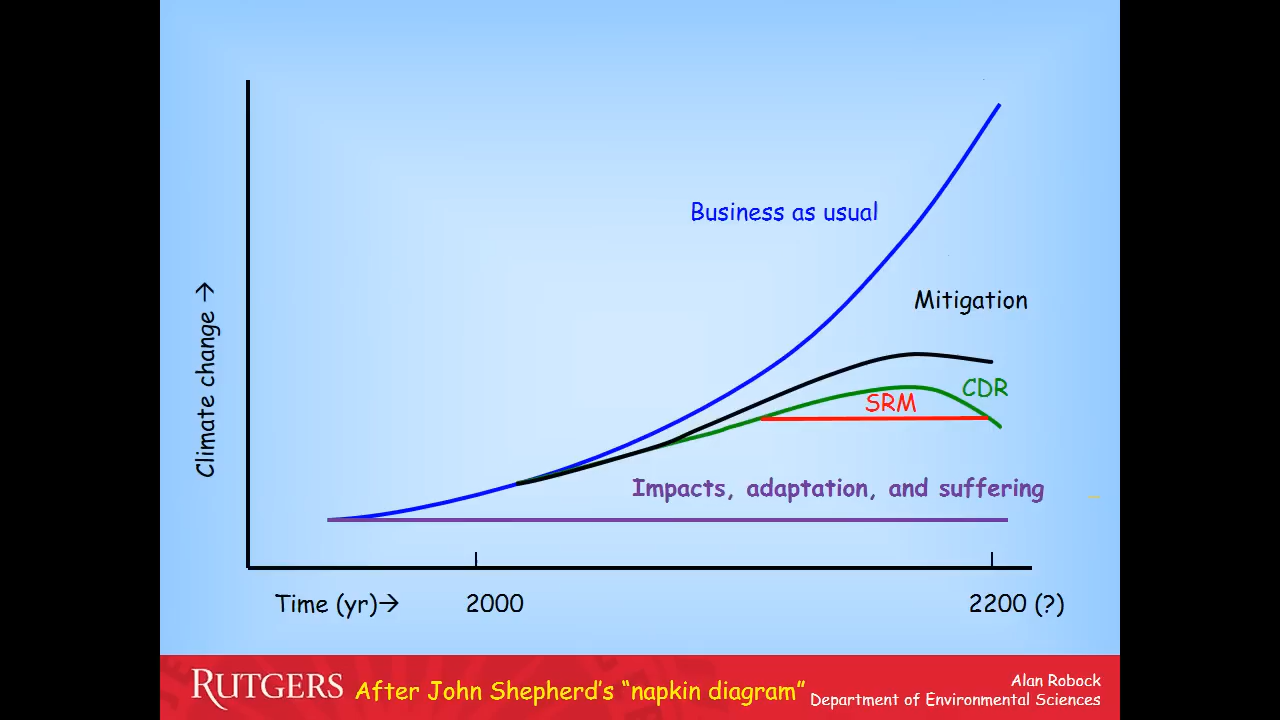 Business as usual
Mitigation
CDR
SRM
Impacts, adaptation, and suffering
Climate change →
Time (yr)→
2000
2200 (?)
RUTGERS
After John Shepherd's “napkin diagram”
Alan Robock
Department of Environmental Sciences